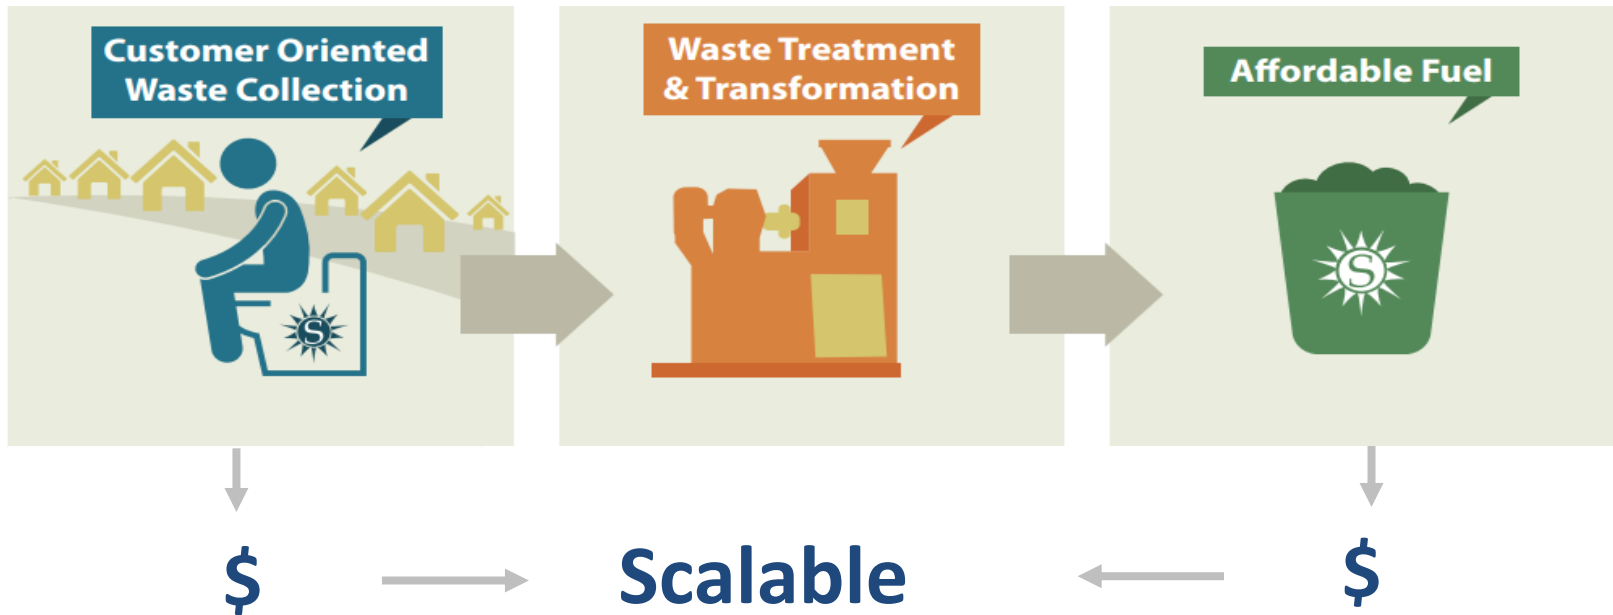 Customer Oriented
Waste Collection
Waste Treatment
& Transformation
Affordable Fuel
S
S
$
Scalable
$